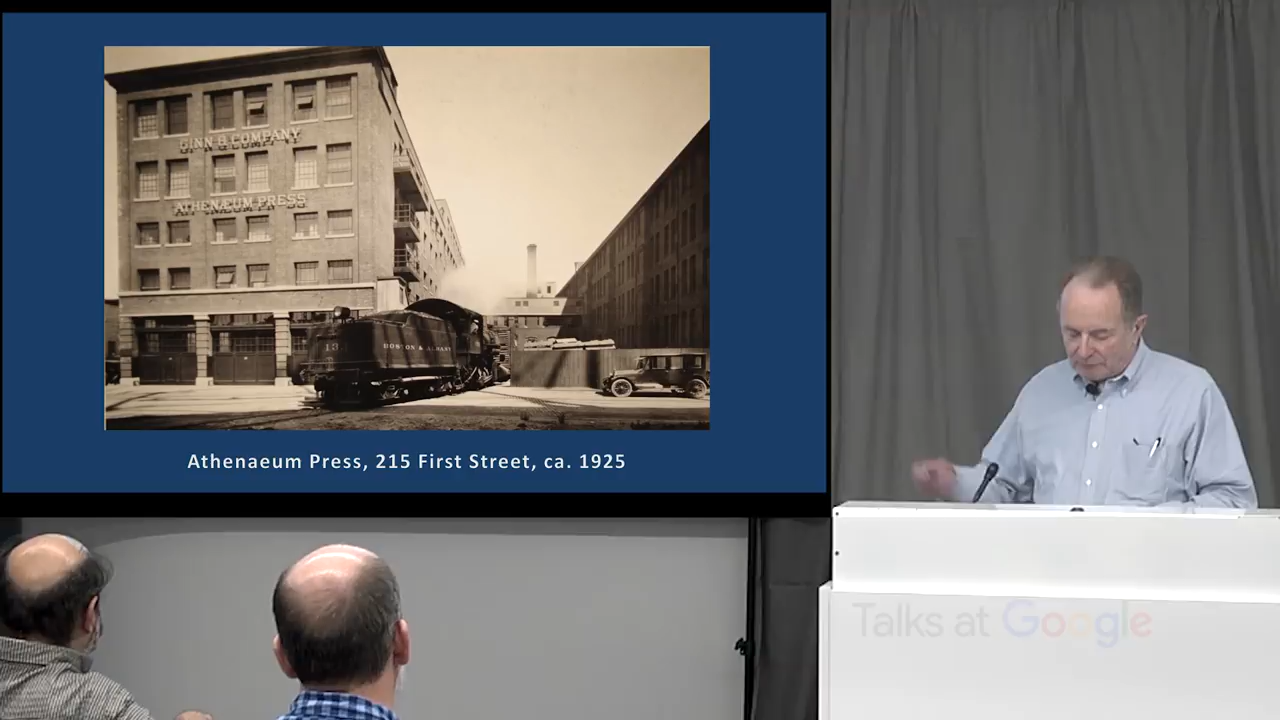 GINN & COMPANY
ATHENÆUM PRESS
BOSTON & ALBANY
Athenaeum Press, 215 First Street, ca. 1925
Talks at Google